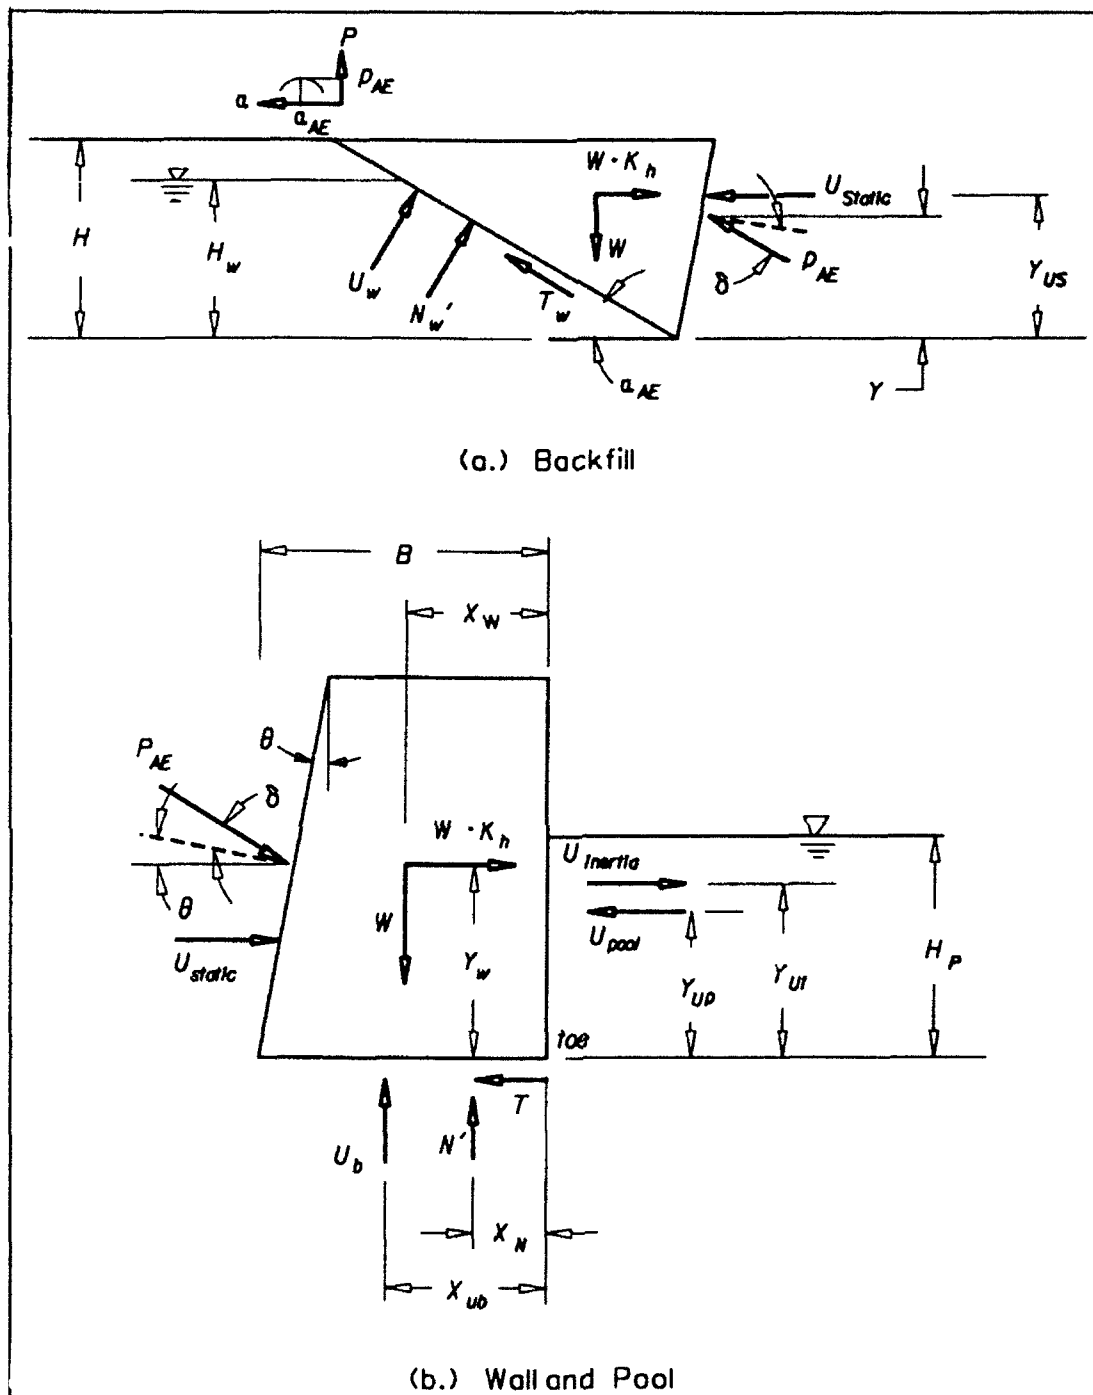 P
P_AE
α
α_AE
W · K_h
U_Static
H
H_w
W
P_AE
δ
Y_US
U_w
N_w'
T_w
α_AE
Y
(a.) Backfill
B
X_W
θ
P_AE
δ
W · K_h
U_Inertia
θ
W
U_pool
H_P
U_static
Y_w
Y_UP
Y_UI
toe
T
U_b
N'
X_N
X_ub
(b.) Wall and Pool